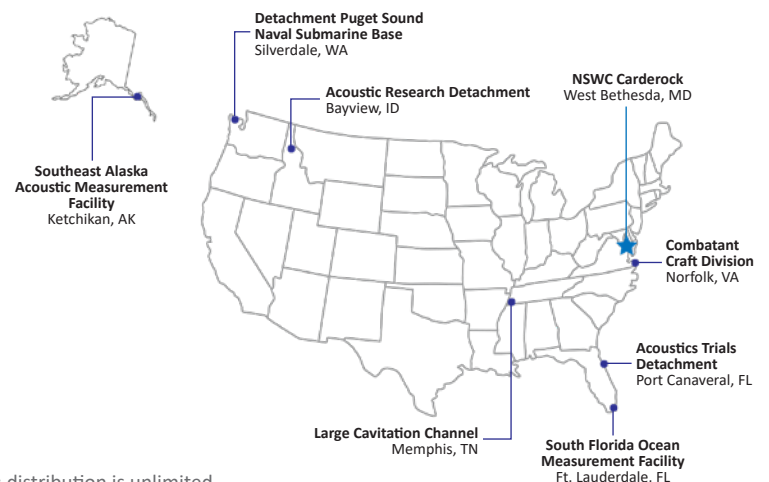 Detachment Puget Sound
Naval Submarine Base
Silverdale, WA
Acoustic Research Detachment
Bayview, ID
NSWC Carderock
West Bethesda, MD
Southeast Alaska
Acoustic Measurement
Facility
Ketchikan, AK
Combatant
Craft Division
Norfolk, VA
Acoustics Trials
Detachment
Port Canaveral, FL
Large Cavitation Channel
Memphis, TN
South Florida Ocean
Measurement Facility
Ft. Lauderdale, FL
distribution is unlimited